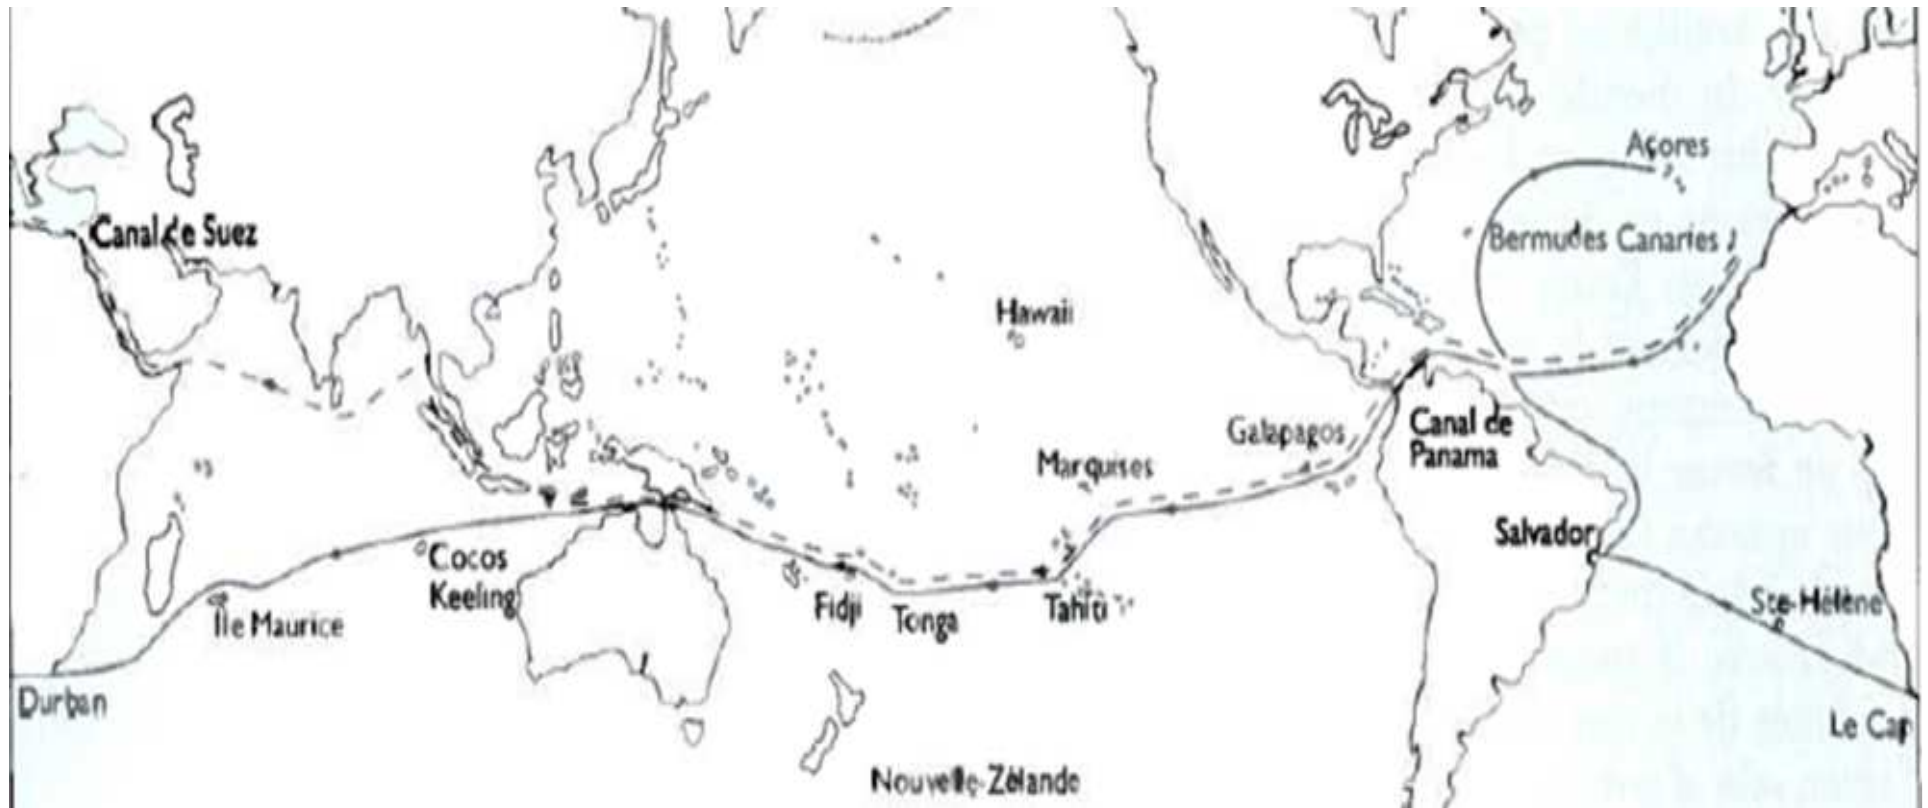 Açores
Canal de Suez
Bermudes
Canaries
Hawaii
Galapagos
Canal de
Panama
Marquises
Salvador
Cocos
Keeling
Île Maurice
Fidji
Tonga
Tahiti
Ste-Hélène
Durban
Le Cap
Nouvelle-Zélande